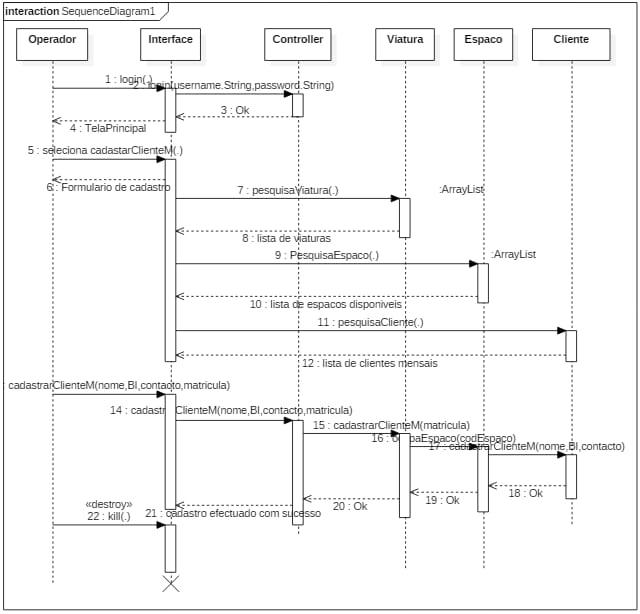 interaction SequenceDiagram1
Operador
Interface
Controller
Viatura
Espaco
Cliente
1 : login(.)
2 : login(username.String,password.String)
3 : Ok
4 : TelaPrincipal
5 : seleciona cadastarClienteM(.)
6 : Formulario de cadastro
7 : pesquisaViatura(.)
:ArrayList
8 : lista de viaturas
9 : PesquisaEspaco(.)
:ArrayList
10 : lista de espacos disponiveis
11 : pesquisaCliente(.)
12 : lista de clientes mensais
: cadastrarClienteM(nome,BI,contacto,matricula)
14 : cadastrarClienteM(nome,BI,contacto,matricula)
15 : cadastrarClienteM(matricula)
16 : ocupaEspaco(codEspaco)
17 : cadastrarClienteM(nome,BI,contacto)
18 : Ok
19 : Ok
20 : Ok
21 : cadastro efectuado com sucesso
«destroy»
22 : kill(.)